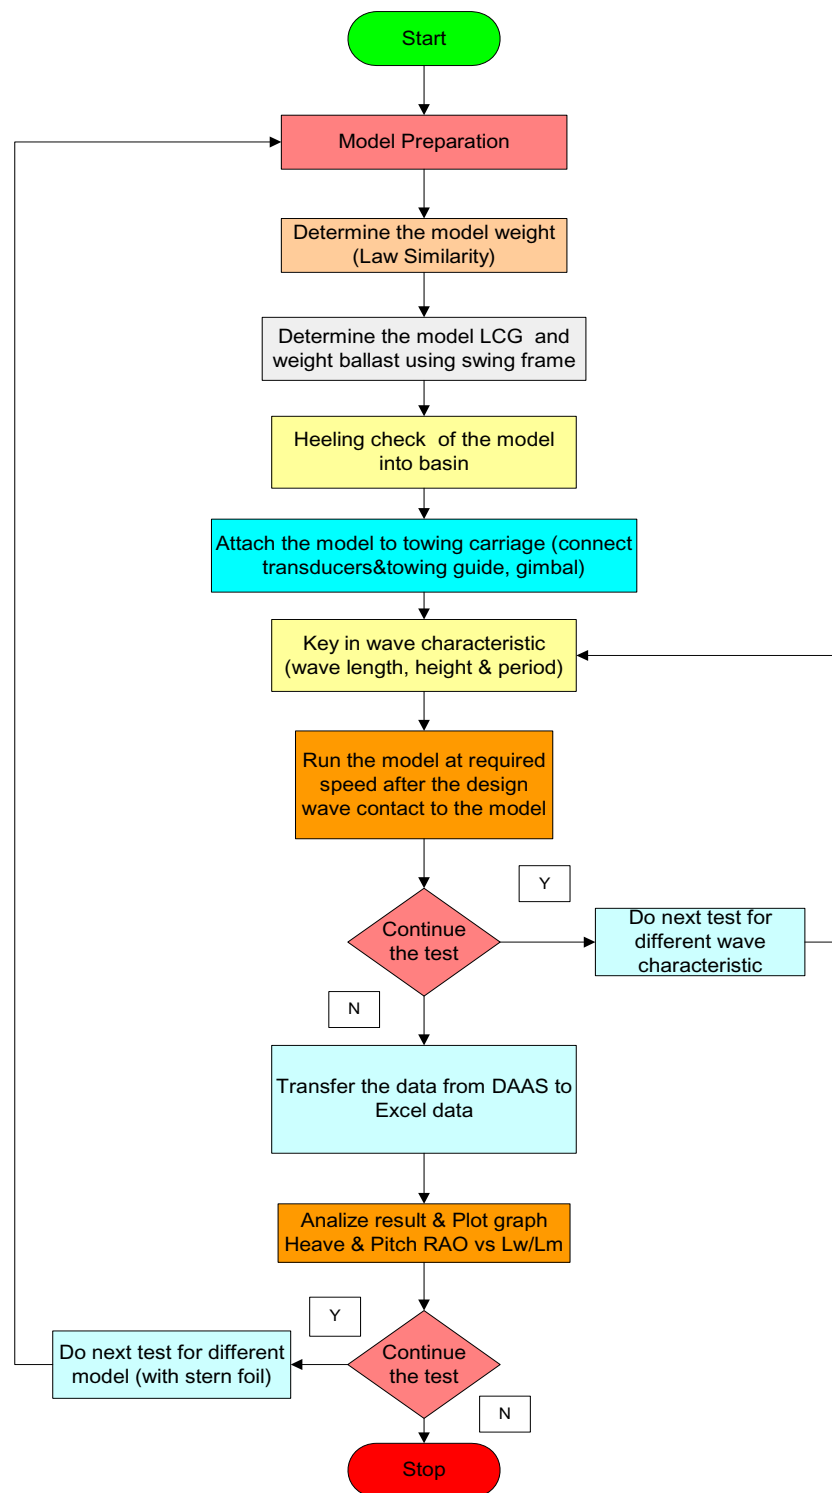 Start
Model Preparation
Determine the model weight
(Law Similarity)
Determine the model LCG and
weight ballast using swing frame
Heeling check of the model
into basin
Attach the model to towing carriage (connect
transducers&towing guide, gimbal)
Key in wave characteristic
(wave length, height & period)
Run the model at required
speed after the design
wave contact to the model
Y
Continue
the test
Do next test for
different wave
characteristic
N
Transfer the data from DAAS to
Excel data
Analize result & Plot graph
Heave & Pitch RAO vs Lw/Lm
Y
Do next test for different
model (with stern foil)
Continue
the test
N
Stop